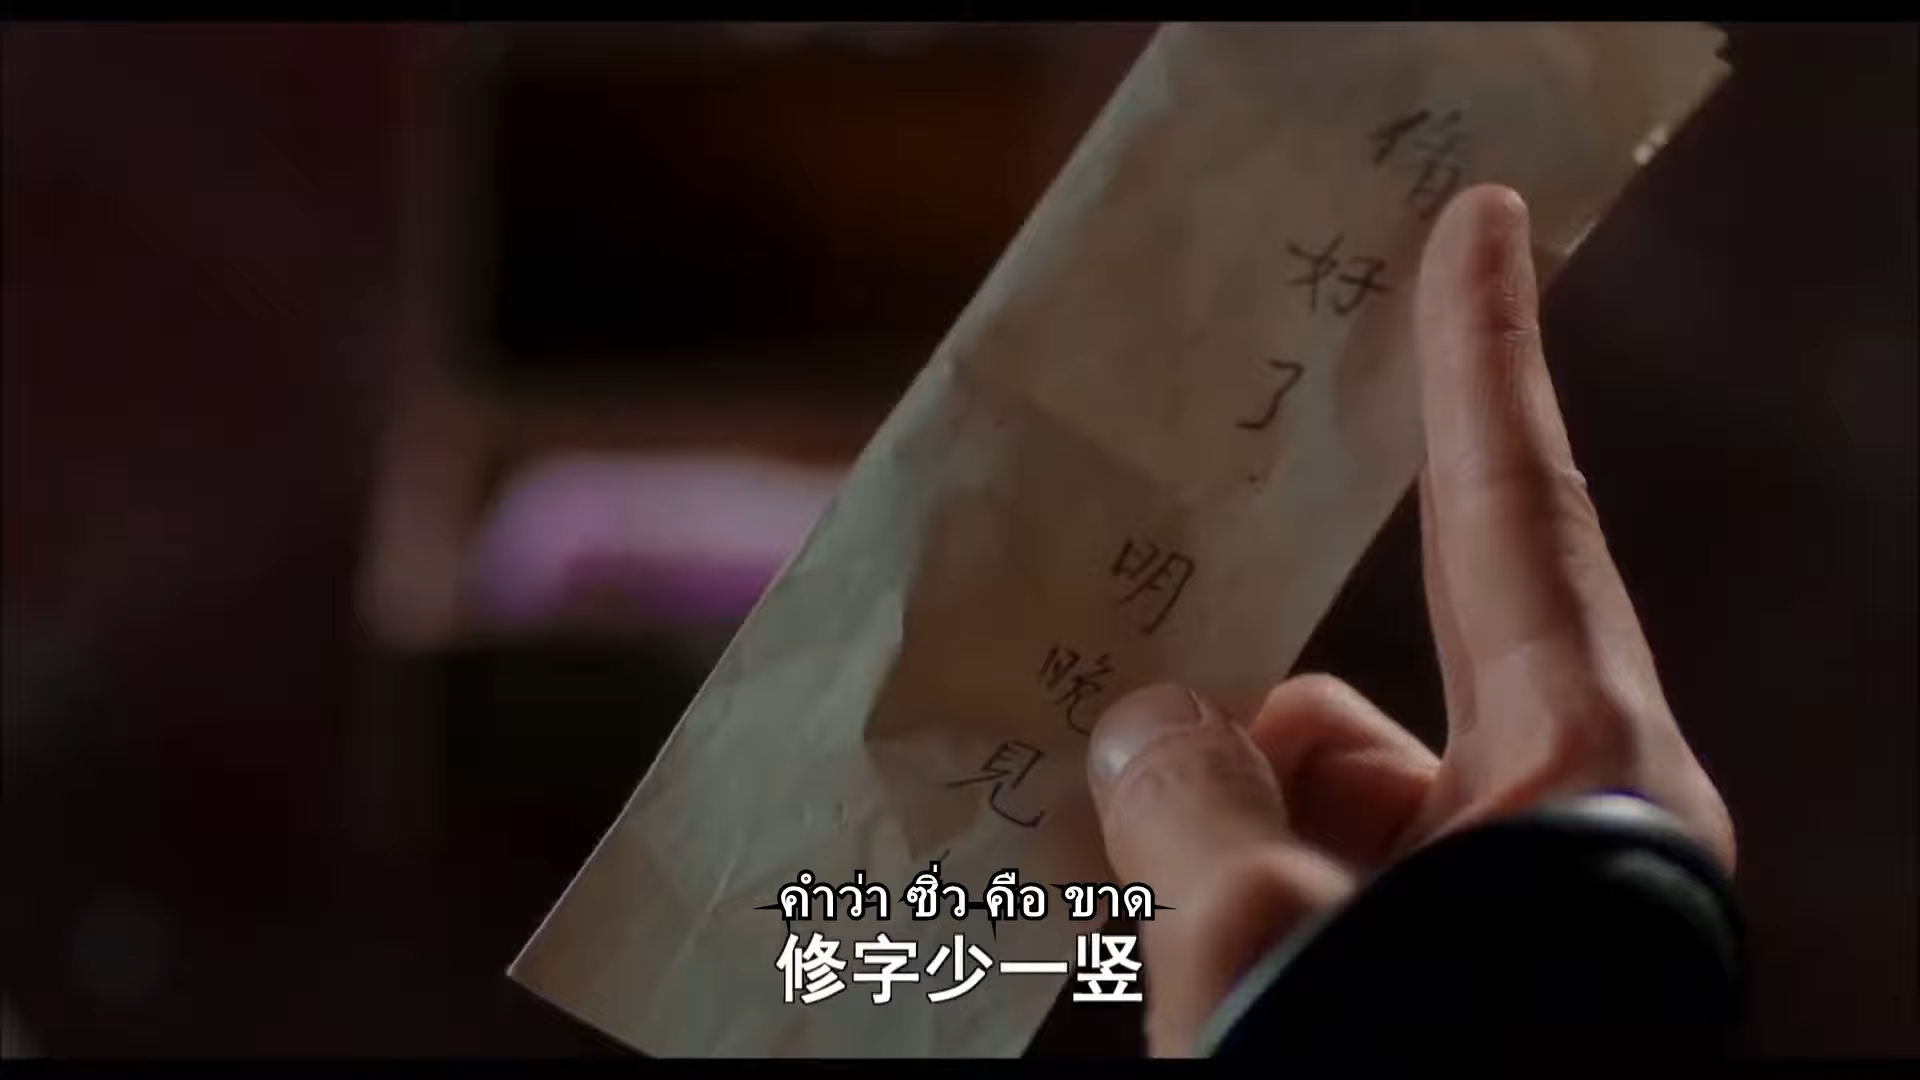 好了.
明晚見
คำว่า ซิ่ว คือ ขาด
修字少一竖